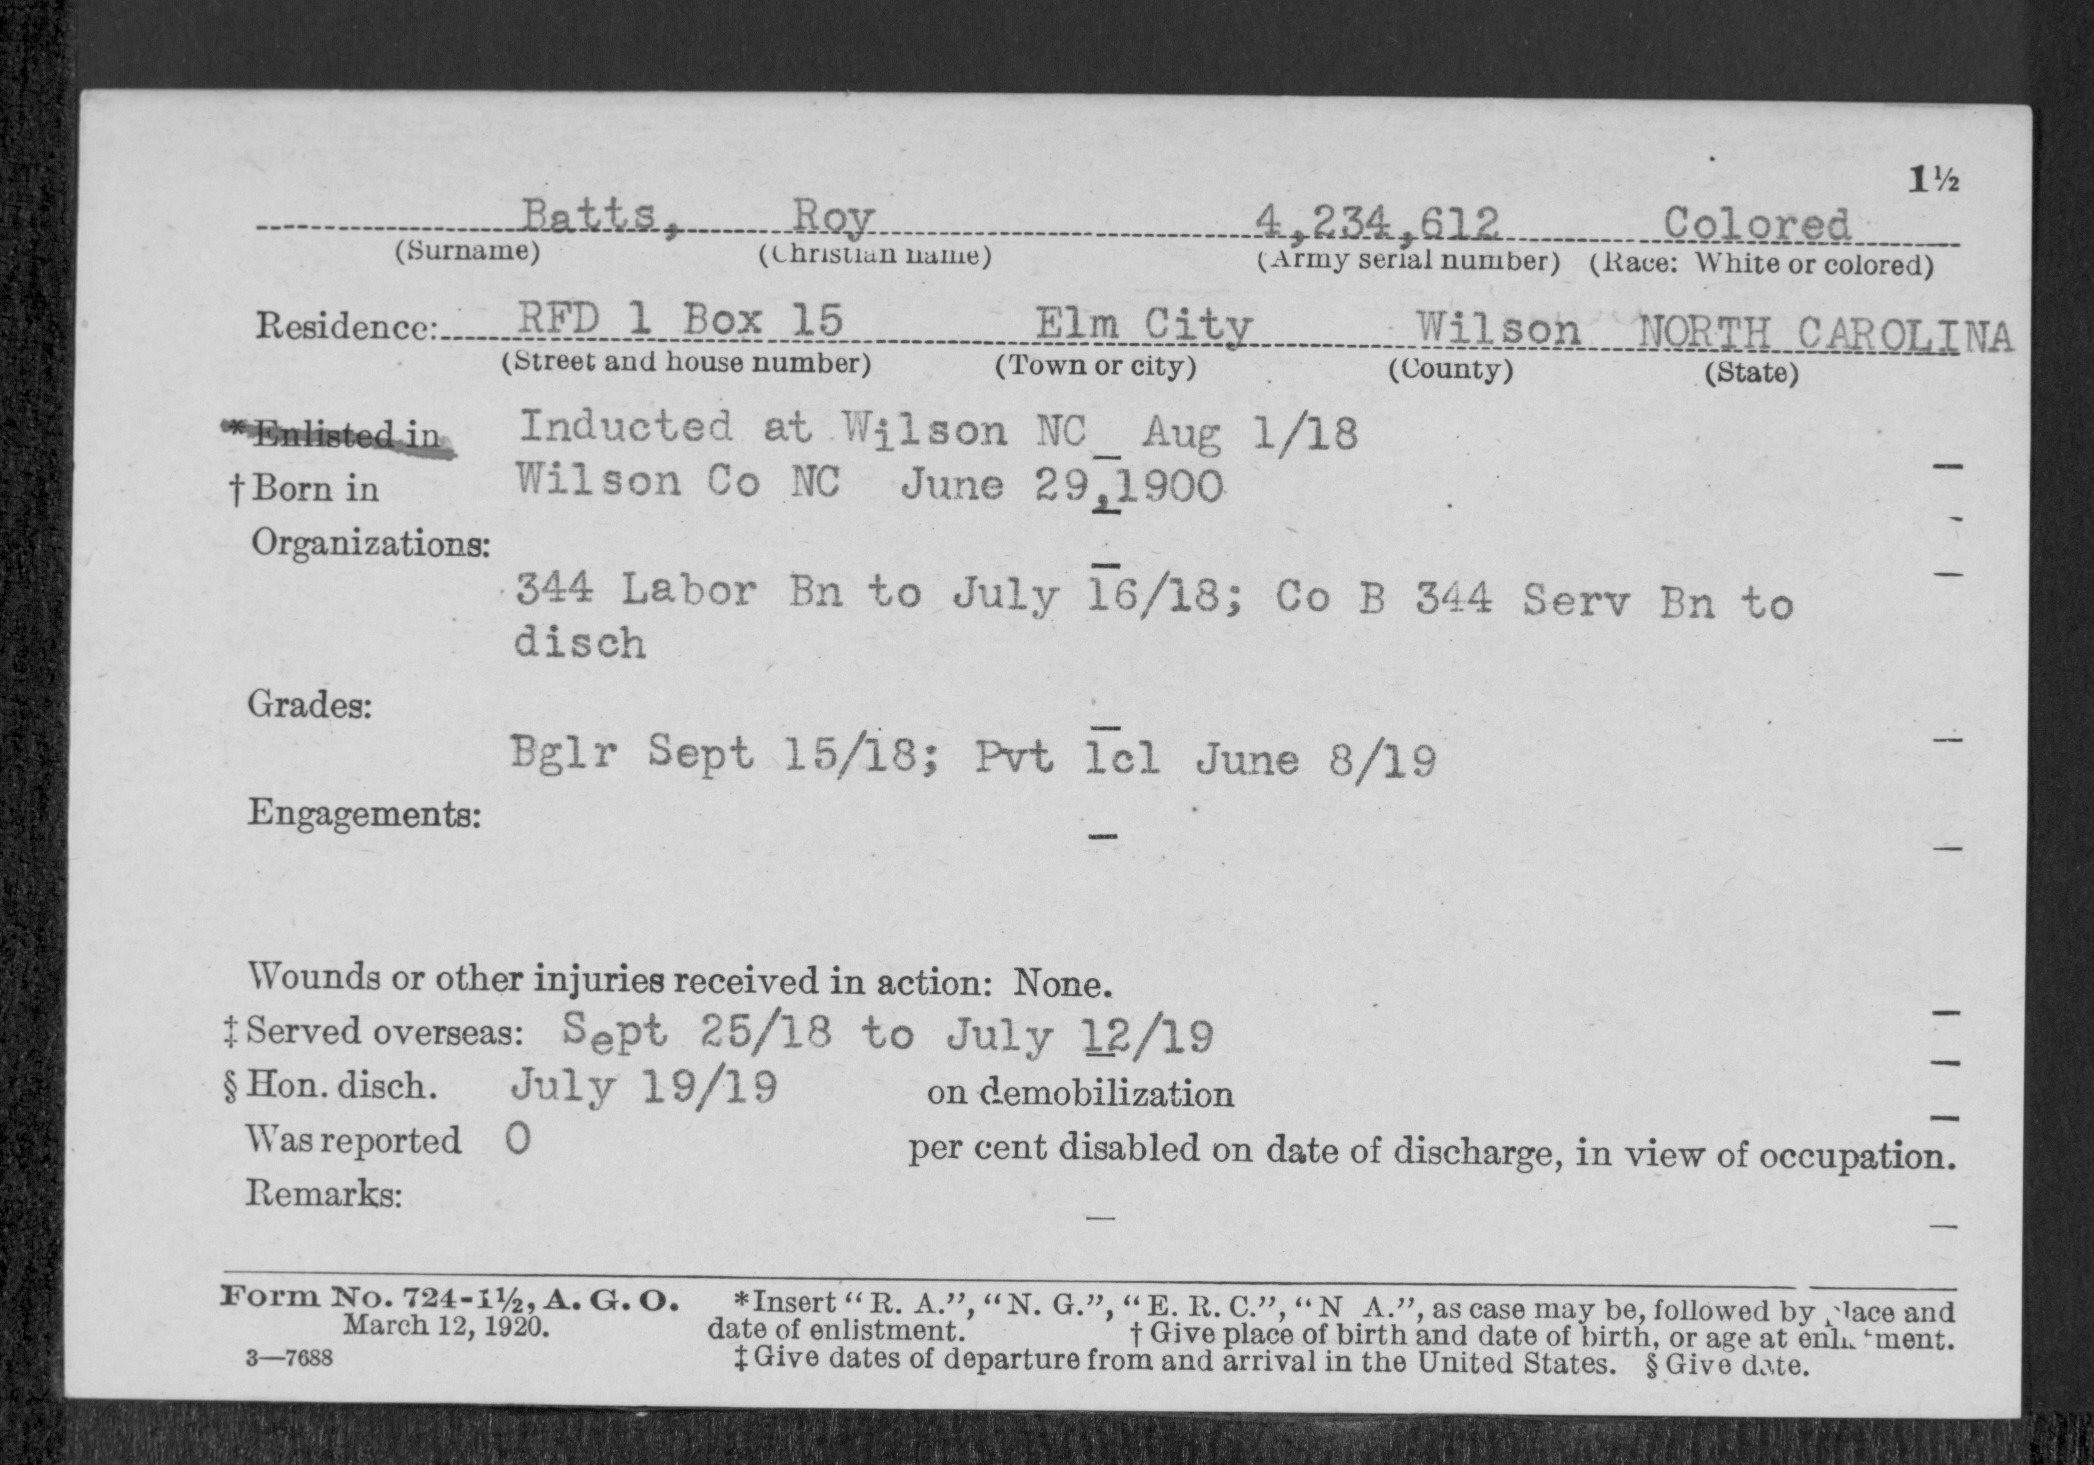 1½
Batts, Roy 4,234,612 Colored
(Surname) (Christian name) (Army serial number) (Race: White or colored)
Residence: RFD 1 Box 15 Elm City Wilson NORTH CAROLINA
(Street and house number) (Town or city) (County) (State)
*Enlisted in Inducted at Wilson NC Aug 1/18
†Born in Wilson Co NC June 29,1900
Organizations:
344 Labor Bn to July 16/18; Co B 344 Serv Bn to
disch
Grades:
Bglr Sept 15/18; Pvt 1cl June 8/19
Engagements:
Wounds or other injuries received in action: None.
‡Served overseas: Sept 25/18 to July 12/19
§Hon. disch. July 19/19 on demobilization
Was reported 0 per cent disabled on date of discharge, in view of occupation.
Remarks:
Form No. 724-1½, A. G. O. *Insert "R. A.", "N. G.", "E. R. C.", "N A.", as case may be, followed by place and
March 12, 1920. date of enlistment. †Give place of birth and date of birth, or age at enlistment.
3—7688 ‡Give dates of departure from and arrival in the United States. §Give date.